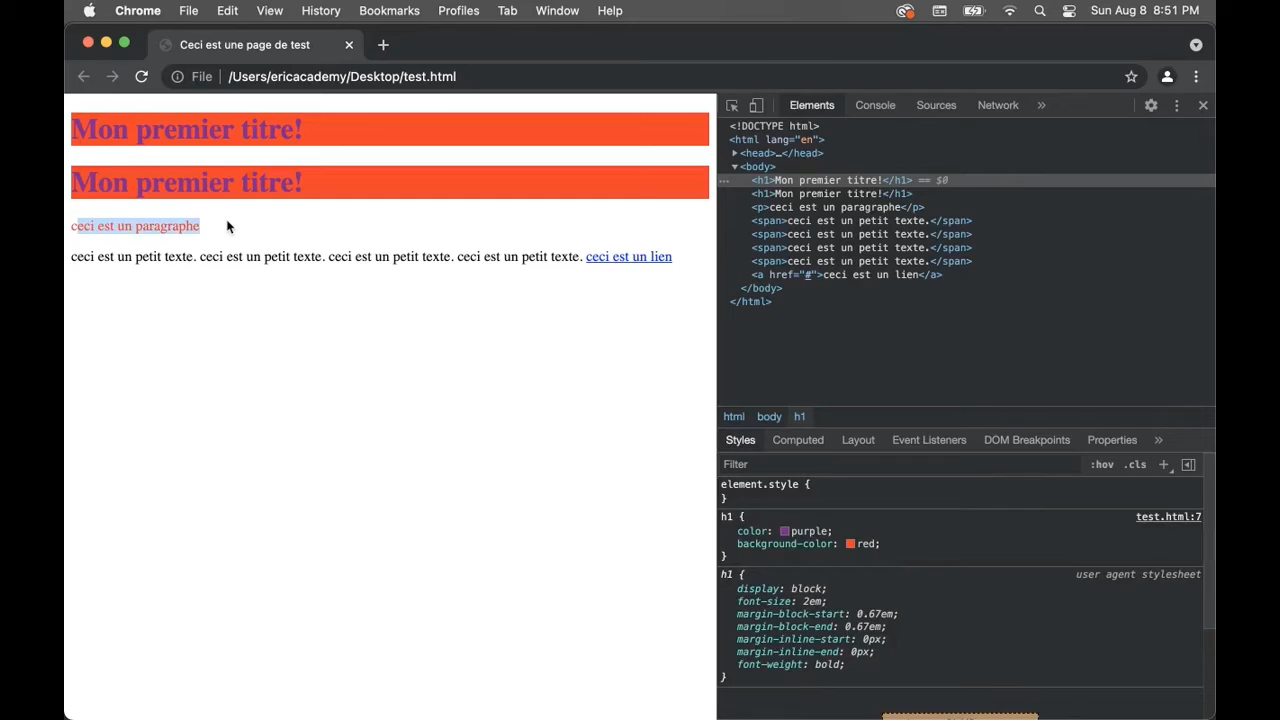 Chrome File Edit View History Bookmarks Profiles Tab Window Help Sun Aug 8 8:51 PM
Ceci est une page de test
File /Users/ericacademy/Desktop/test.html
Mon premier titre!
Mon premier titre!
ceci est un paragraphe
ceci est un petit texte. ceci est un petit texte. ceci est un petit texte. ceci est un petit texte. ceci est un lien
Elements Console Sources Network »
<!DOCTYPE html>
<html lang="en">
<head>…</head>
<body>
… <h1>Mon premier titre!</h1> == $0
<h1>Mon premier titre!</h1>
<p>ceci est un paragraphe</p>
<span>ceci est un petit texte.</span>
<span>ceci est un petit texte.</span>
<span>ceci est un petit texte.</span>
<span>ceci est un petit texte.</span>
<a href="#">ceci est un lien</a>
</body>
</html>
html body h1
Styles Computed Layout Event Listeners DOM Breakpoints Properties »
Filter :hov .cls +
element.style {
}
h1 { test.html:7
color: purple;
background-color: red;
}
h1 { user agent stylesheet
display: block;
font-size: 2em;
margin-block-start: 0.67em;
margin-block-end: 0.67em;
margin-inline-start: 0px;
margin-inline-end: 0px;
font-weight: bold;
}